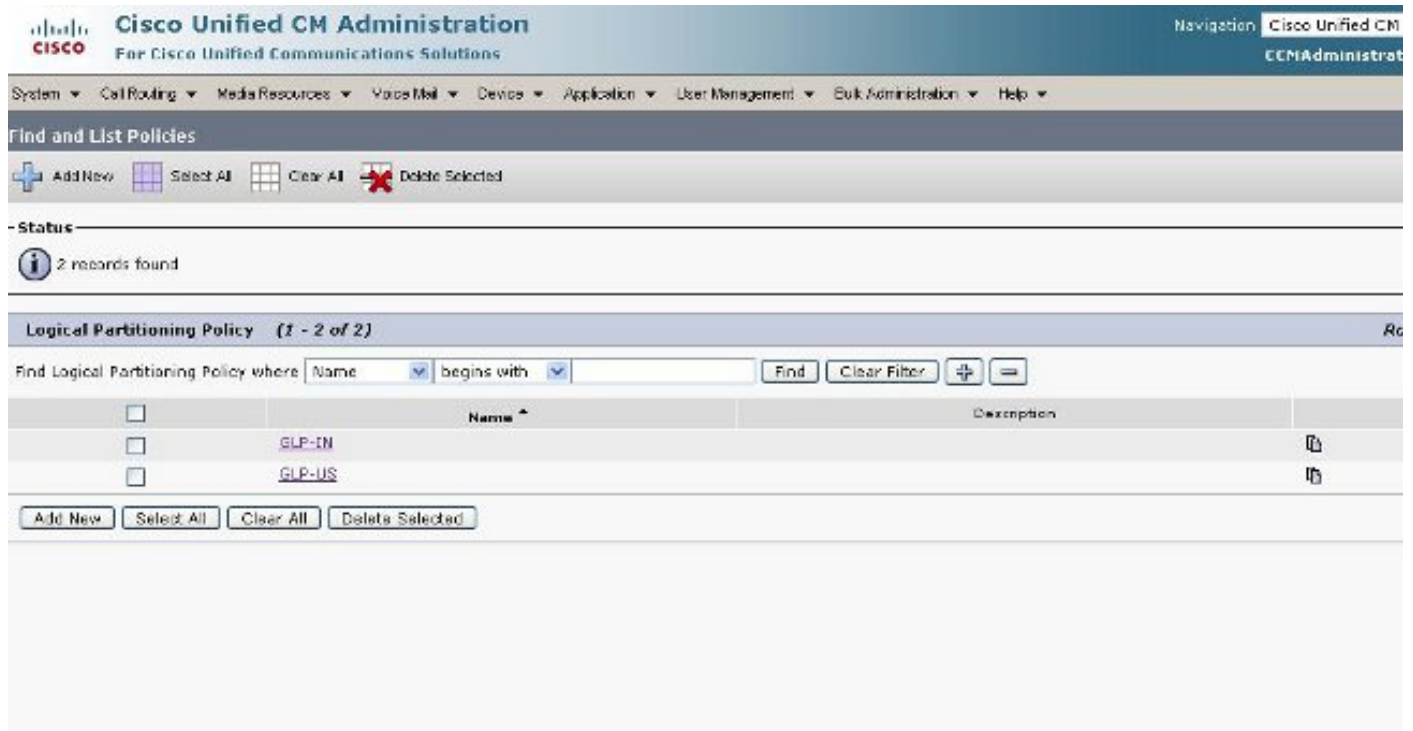 Cisco Unified CM Administration
Navigation Cisco Unified CM
CISCO
For Cisco Unified Communications Solutions
CCMAdministrat
System Call Routing Media Resources Voice Mail Device Application User Management Bulk Administration Help
Find and List Policies
Add New Select All Clear All Delete Selected
Status
2 records found
Logical Partitioning Policy (1 - 2 of 2) Ro
Find Logical Partitioning Policy where Name begins with Find Clear Filter
Name Description
GLP-IN
GLP-US
Add New Select All Clear All Delete Selected